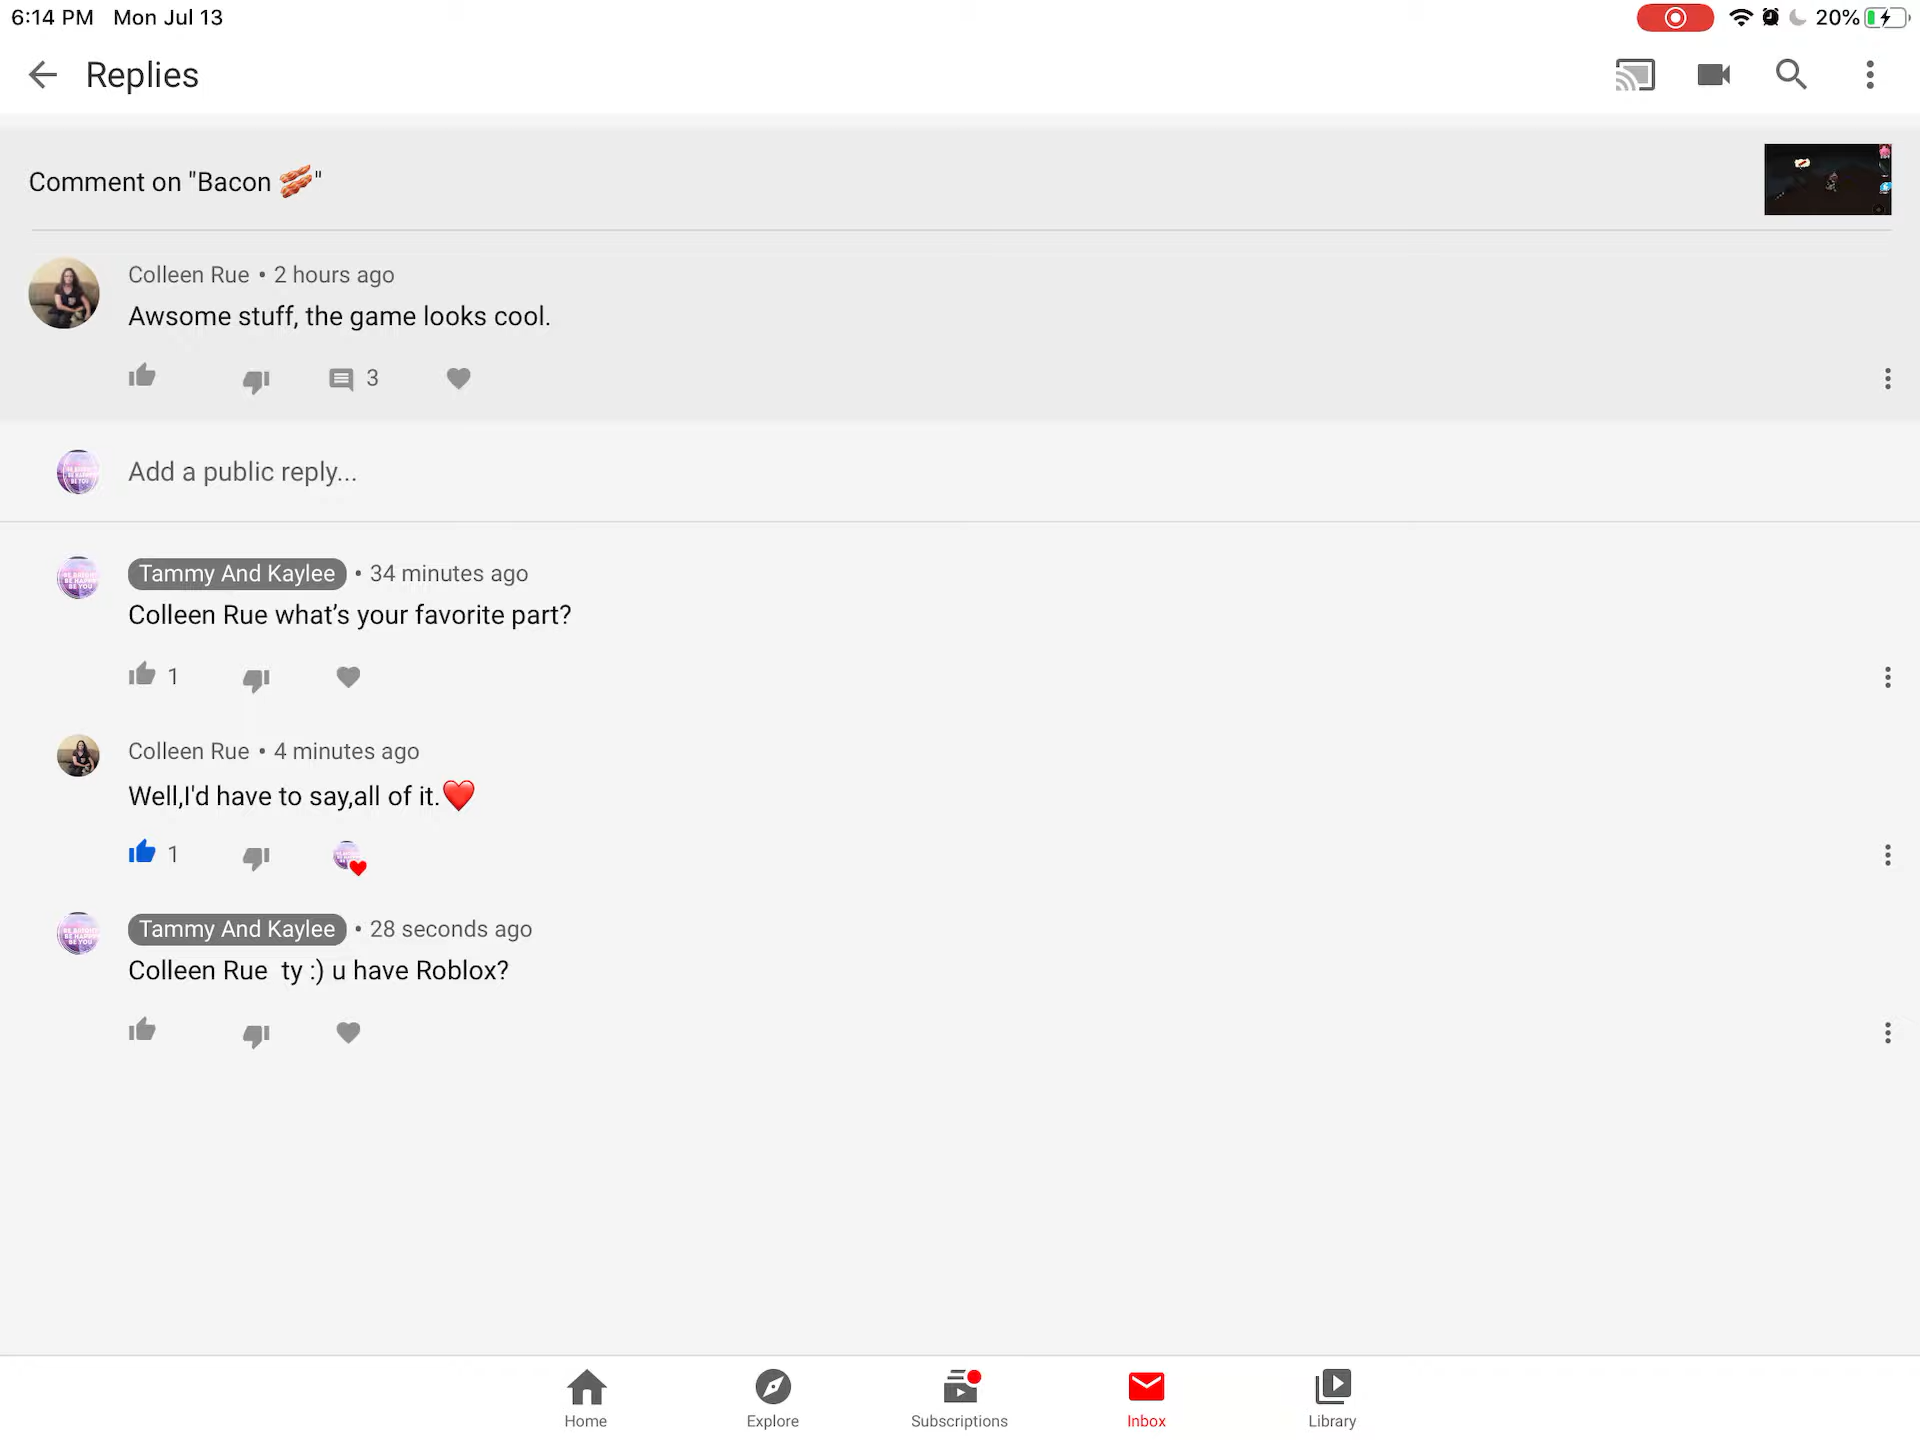 6:14 PM Mon Jul 13
20%
Replies
Comment on "Bacon 🥓"
Colleen Rue • 2 hours ago
Awsome stuff, the game looks cool.
3
Add a public reply...
Tammy And Kaylee • 34 minutes ago
Colleen Rue what’s your favorite part?
1
Colleen Rue • 4 minutes ago
Well,I'd have to say,all of it.❤️
1
Tammy And Kaylee • 28 seconds ago
Colleen Rue  ty :) u have Roblox?
Home
Explore
Subscriptions
Inbox
Library